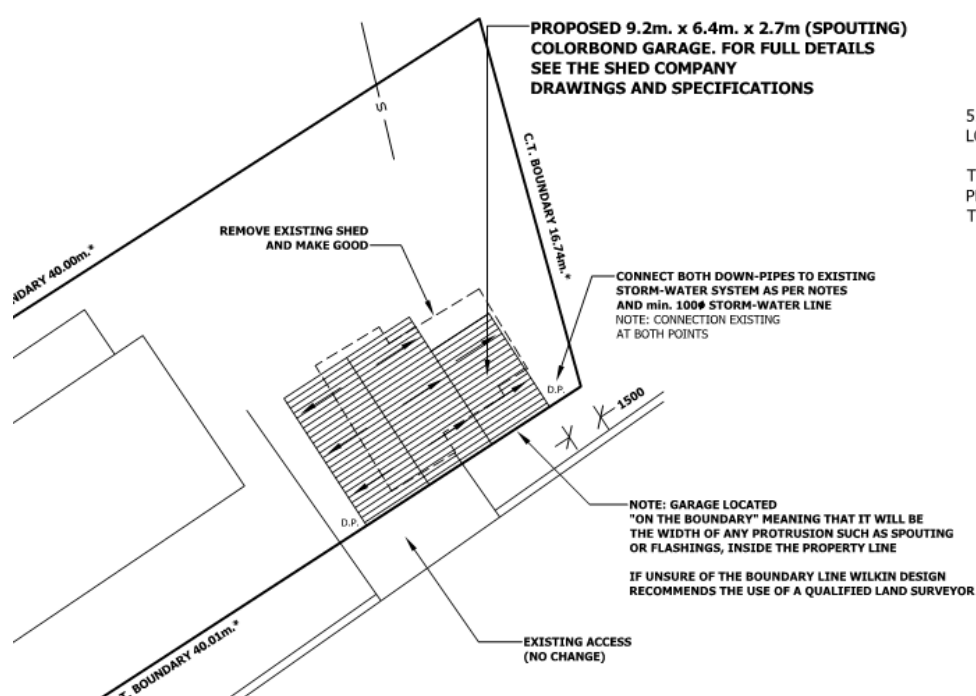 PROPOSED 9.2m. x 6.4m. x 2.7m (SPOUTING)
COLORBOND GARAGE. FOR FULL DETAILS
SEE THE SHED COMPANY
DRAWINGS AND SPECIFICATIONS
S
C.T. BOUNDARY 16.74m.*
REMOVE EXISTING SHED
AND MAKE GOOD
BOUNDARY 40.00m.*
CONNECT BOTH DOWN-PIPES TO EXISTING
STORM-WATER SYSTEM AS PER NOTES
AND min. 100ϕ STORM-WATER LINE
NOTE: CONNECTION EXISTING
AT BOTH POINTS
D.P.
1500
D.P.
NOTE: GARAGE LOCATED
"ON THE BOUNDARY" MEANING THAT IT WILL BE
THE WIDTH OF ANY PROTRUSION SUCH AS SPOUTING
OR FLASHINGS, INSIDE THE PROPERTY LINE
IF UNSURE OF THE BOUNDARY LINE WILKIN DESIGN
RECOMMENDS THE USE OF A QUALIFIED LAND SURVEYOR
EXISTING ACCESS
(NO CHANGE)
C.T. BOUNDARY 40.01m.*